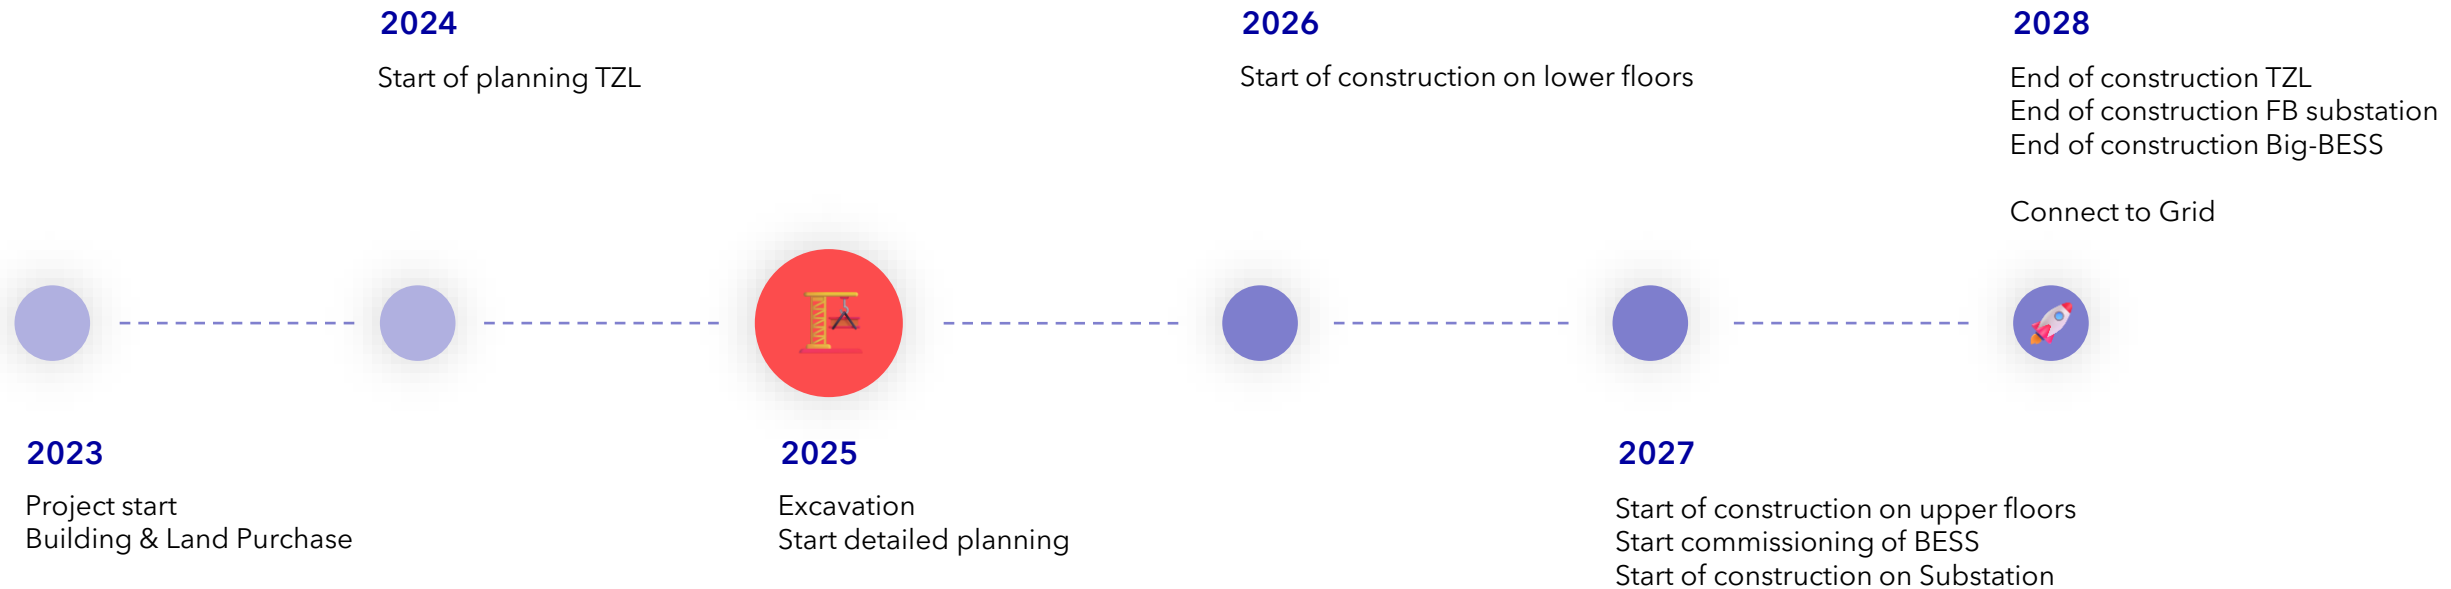 2023
Project start
Building & Land Purchase
2024
Start of planning TZL
2025
Excavation
Start detailed planning
2026
Start of construction on lower floors
2027
Start of construction on upper floors
Start commissioning of BESS
Start of construction on Substation
2028
End of construction TZL
End of construction FB substation
End of construction Big-BESS
Connect to Grid